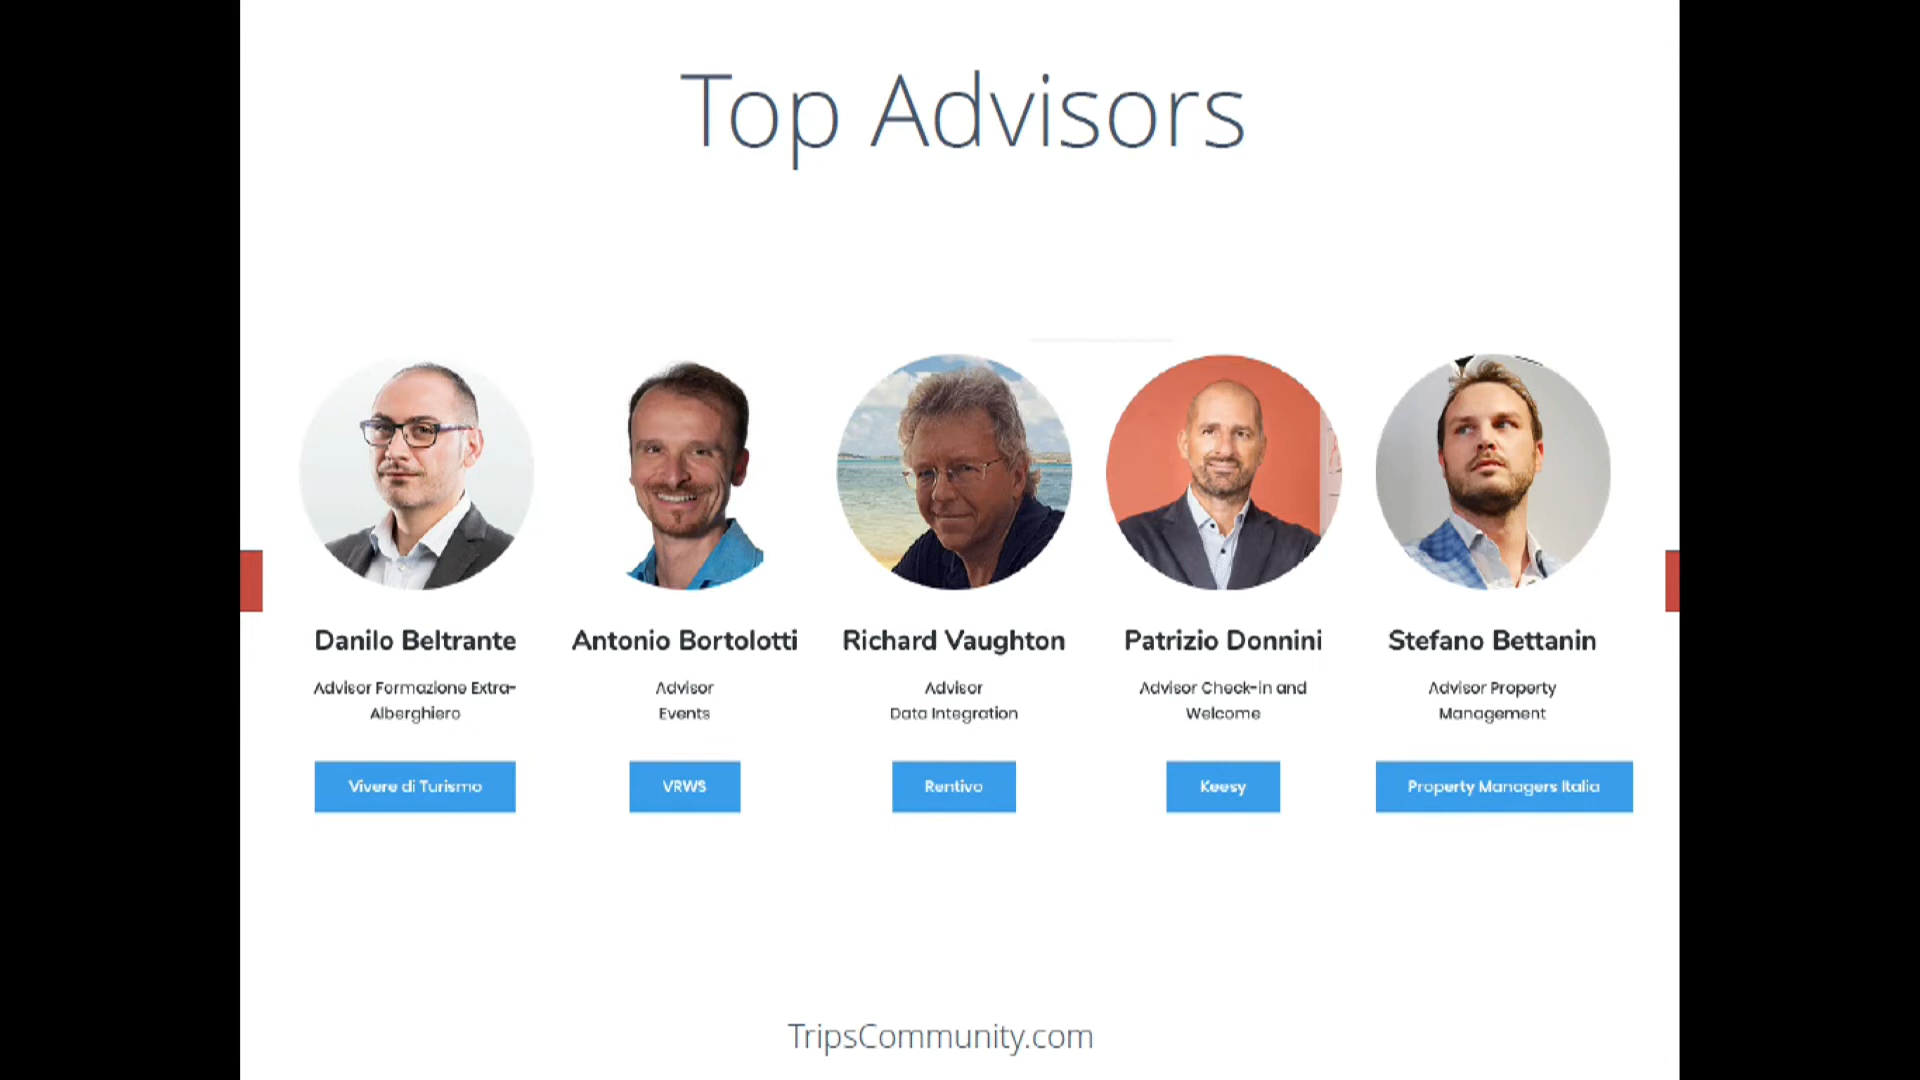 Top Advisors
Danilo Beltrante
Advisor Formazione Extra-
Alberghiero
Vivere di Turismo
Antonio Bortolotti
Advisor
Events
VRWS
Richard Vaughton
Advisor
Data Integration
Rentivo
Patrizio Donnini
Advisor Check-in and
Welcome
Keesy
Stefano Bettanin
Advisor Property
Management
Property Managers Italia
TripsCommunity.com